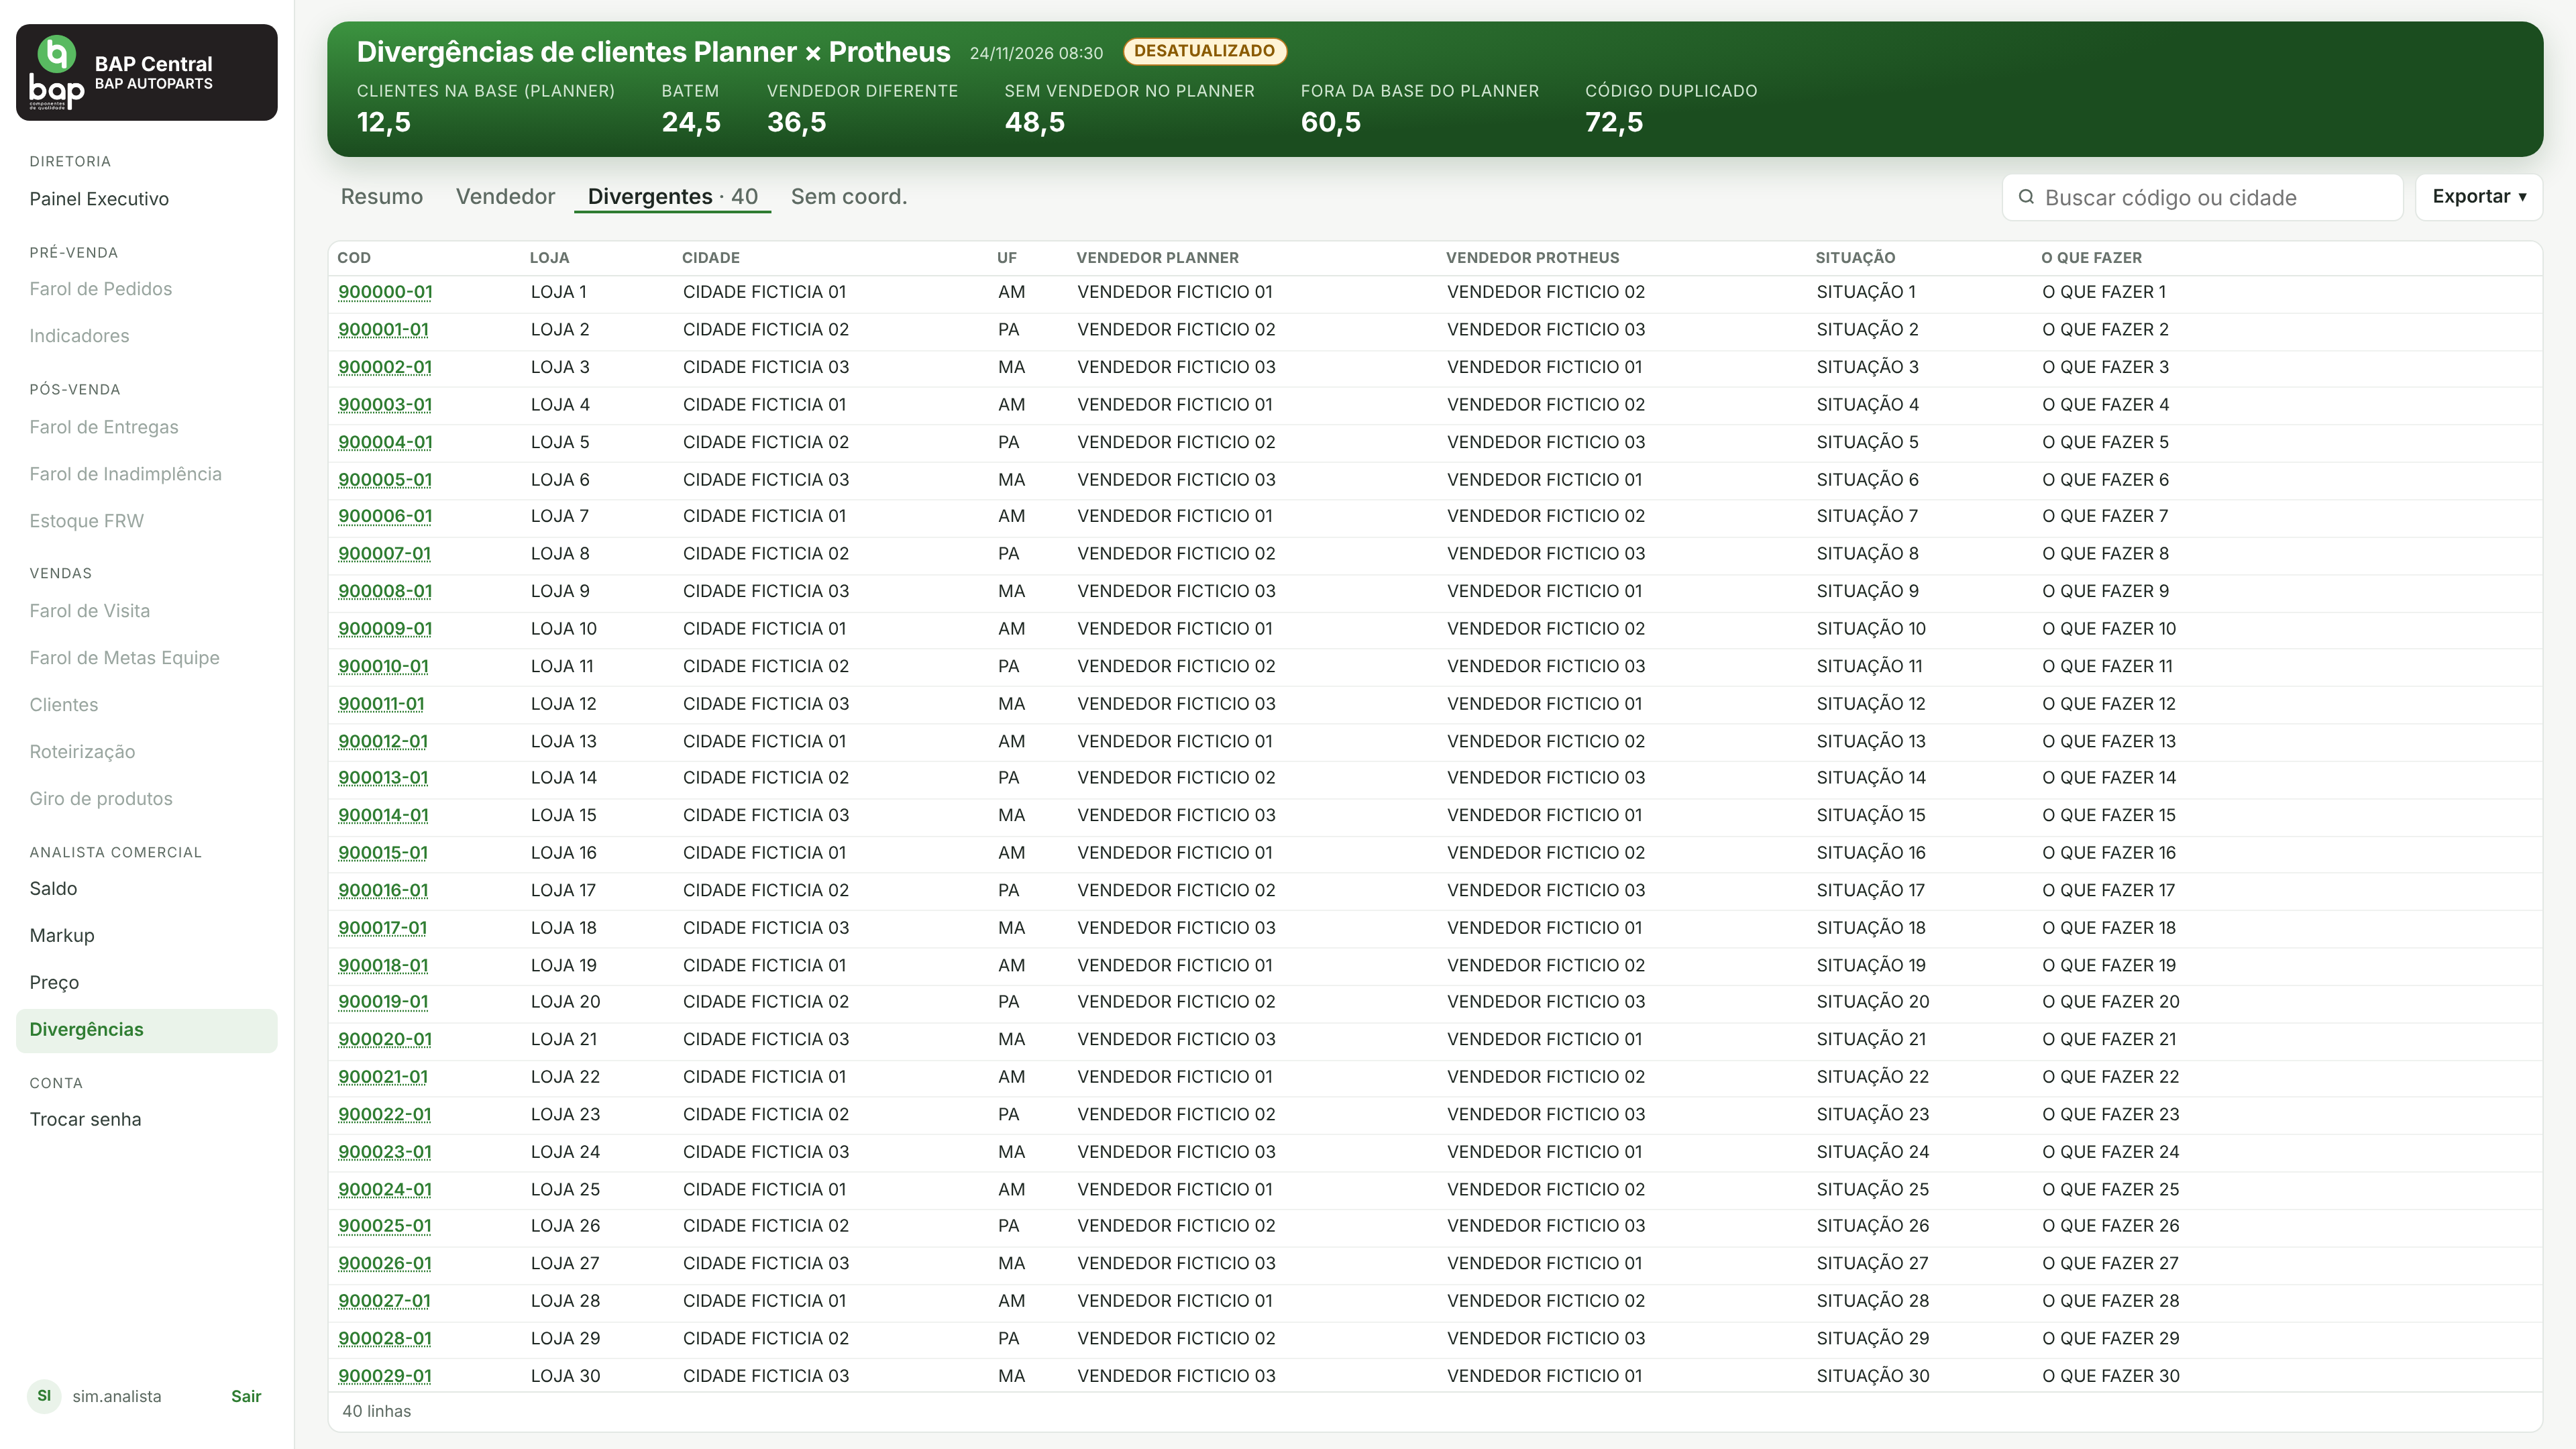 bap
componentes
de qualidade
BAP Central
BAP AUTOPARTS
DIRETORIA
Painel Executivo
PRÉ-VENDA
Farol de Pedidos
Indicadores
PÓS-VENDA
Farol de Entregas
Farol de Inadimplência
Estoque FRW
VENDAS
Farol de Visita
Farol de Metas Equipe
Clientes
Roteirização
Giro de produtos
ANALISTA COMERCIAL
Saldo
Markup
Preço
Divergências
CONTA
Trocar senha
SI sim.analista Sair
Divergências de clientes Planner × Protheus 24/11/2026 08:30 DESATUALIZADO
CLIENTES NA BASE (PLANNER) BATEM VENDEDOR DIFERENTE SEM VENDEDOR NO PLANNER FORA DA BASE DO PLANNER CÓDIGO DUPLICADO
12,5 24,5 36,5 48,5 60,5 72,5
Resumo Vendedor Divergentes · 40 Sem coord. Buscar código ou cidade Exportar ▾
COD LOJA CIDADE UF VENDEDOR PLANNER VENDEDOR PROTHEUS SITUAÇÃO O QUE FAZER
900000-01 LOJA 1 CIDADE FICTICIA 01 AM VENDEDOR FICTICIO 01 VENDEDOR FICTICIO 02 SITUAÇÃO 1 O QUE FAZER 1
900001-01 LOJA 2 CIDADE FICTICIA 02 PA VENDEDOR FICTICIO 02 VENDEDOR FICTICIO 03 SITUAÇÃO 2 O QUE FAZER 2
900002-01 LOJA 3 CIDADE FICTICIA 03 MA VENDEDOR FICTICIO 03 VENDEDOR FICTICIO 01 SITUAÇÃO 3 O QUE FAZER 3
900003-01 LOJA 4 CIDADE FICTICIA 01 AM VENDEDOR FICTICIO 01 VENDEDOR FICTICIO 02 SITUAÇÃO 4 O QUE FAZER 4
900004-01 LOJA 5 CIDADE FICTICIA 02 PA VENDEDOR FICTICIO 02 VENDEDOR FICTICIO 03 SITUAÇÃO 5 O QUE FAZER 5
900005-01 LOJA 6 CIDADE FICTICIA 03 MA VENDEDOR FICTICIO 03 VENDEDOR FICTICIO 01 SITUAÇÃO 6 O QUE FAZER 6
900006-01 LOJA 7 CIDADE FICTICIA 01 AM VENDEDOR FICTICIO 01 VENDEDOR FICTICIO 02 SITUAÇÃO 7 O QUE FAZER 7
900007-01 LOJA 8 CIDADE FICTICIA 02 PA VENDEDOR FICTICIO 02 VENDEDOR FICTICIO 03 SITUAÇÃO 8 O QUE FAZER 8
900008-01 LOJA 9 CIDADE FICTICIA 03 MA VENDEDOR FICTICIO 03 VENDEDOR FICTICIO 01 SITUAÇÃO 9 O QUE FAZER 9
900009-01 LOJA 10 CIDADE FICTICIA 01 AM VENDEDOR FICTICIO 01 VENDEDOR FICTICIO 02 SITUAÇÃO 10 O QUE FAZER 10
900010-01 LOJA 11 CIDADE FICTICIA 02 PA VENDEDOR FICTICIO 02 VENDEDOR FICTICIO 03 SITUAÇÃO 11 O QUE FAZER 11
900011-01 LOJA 12 CIDADE FICTICIA 03 MA VENDEDOR FICTICIO 03 VENDEDOR FICTICIO 01 SITUAÇÃO 12 O QUE FAZER 12
900012-01 LOJA 13 CIDADE FICTICIA 01 AM VENDEDOR FICTICIO 01 VENDEDOR FICTICIO 02 SITUAÇÃO 13 O QUE FAZER 13
900013-01 LOJA 14 CIDADE FICTICIA 02 PA VENDEDOR FICTICIO 02 VENDEDOR FICTICIO 03 SITUAÇÃO 14 O QUE FAZER 14
900014-01 LOJA 15 CIDADE FICTICIA 03 MA VENDEDOR FICTICIO 03 VENDEDOR FICTICIO 01 SITUAÇÃO 15 O QUE FAZER 15
900015-01 LOJA 16 CIDADE FICTICIA 01 AM VENDEDOR FICTICIO 01 VENDEDOR FICTICIO 02 SITUAÇÃO 16 O QUE FAZER 16
900016-01 LOJA 17 CIDADE FICTICIA 02 PA VENDEDOR FICTICIO 02 VENDEDOR FICTICIO 03 SITUAÇÃO 17 O QUE FAZER 17
900017-01 LOJA 18 CIDADE FICTICIA 03 MA VENDEDOR FICTICIO 03 VENDEDOR FICTICIO 01 SITUAÇÃO 18 O QUE FAZER 18
900018-01 LOJA 19 CIDADE FICTICIA 01 AM VENDEDOR FICTICIO 01 VENDEDOR FICTICIO 02 SITUAÇÃO 19 O QUE FAZER 19
900019-01 LOJA 20 CIDADE FICTICIA 02 PA VENDEDOR FICTICIO 02 VENDEDOR FICTICIO 03 SITUAÇÃO 20 O QUE FAZER 20
900020-01 LOJA 21 CIDADE FICTICIA 03 MA VENDEDOR FICTICIO 03 VENDEDOR FICTICIO 01 SITUAÇÃO 21 O QUE FAZER 21
900021-01 LOJA 22 CIDADE FICTICIA 01 AM VENDEDOR FICTICIO 01 VENDEDOR FICTICIO 02 SITUAÇÃO 22 O QUE FAZER 22
900022-01 LOJA 23 CIDADE FICTICIA 02 PA VENDEDOR FICTICIO 02 VENDEDOR FICTICIO 03 SITUAÇÃO 23 O QUE FAZER 23
900023-01 LOJA 24 CIDADE FICTICIA 03 MA VENDEDOR FICTICIO 03 VENDEDOR FICTICIO 01 SITUAÇÃO 24 O QUE FAZER 24
900024-01 LOJA 25 CIDADE FICTICIA 01 AM VENDEDOR FICTICIO 01 VENDEDOR FICTICIO 02 SITUAÇÃO 25 O QUE FAZER 25
900025-01 LOJA 26 CIDADE FICTICIA 02 PA VENDEDOR FICTICIO 02 VENDEDOR FICTICIO 03 SITUAÇÃO 26 O QUE FAZER 26
900026-01 LOJA 27 CIDADE FICTICIA 03 MA VENDEDOR FICTICIO 03 VENDEDOR FICTICIO 01 SITUAÇÃO 27 O QUE FAZER 27
900027-01 LOJA 28 CIDADE FICTICIA 01 AM VENDEDOR FICTICIO 01 VENDEDOR FICTICIO 02 SITUAÇÃO 28 O QUE FAZER 28
900028-01 LOJA 29 CIDADE FICTICIA 02 PA VENDEDOR FICTICIO 02 VENDEDOR FICTICIO 03 SITUAÇÃO 29 O QUE FAZER 29
900029-01 LOJA 30 CIDADE FICTICIA 03 MA VENDEDOR FICTICIO 03 VENDEDOR FICTICIO 01 SITUAÇÃO 30 O QUE FAZER 30
40 linhas